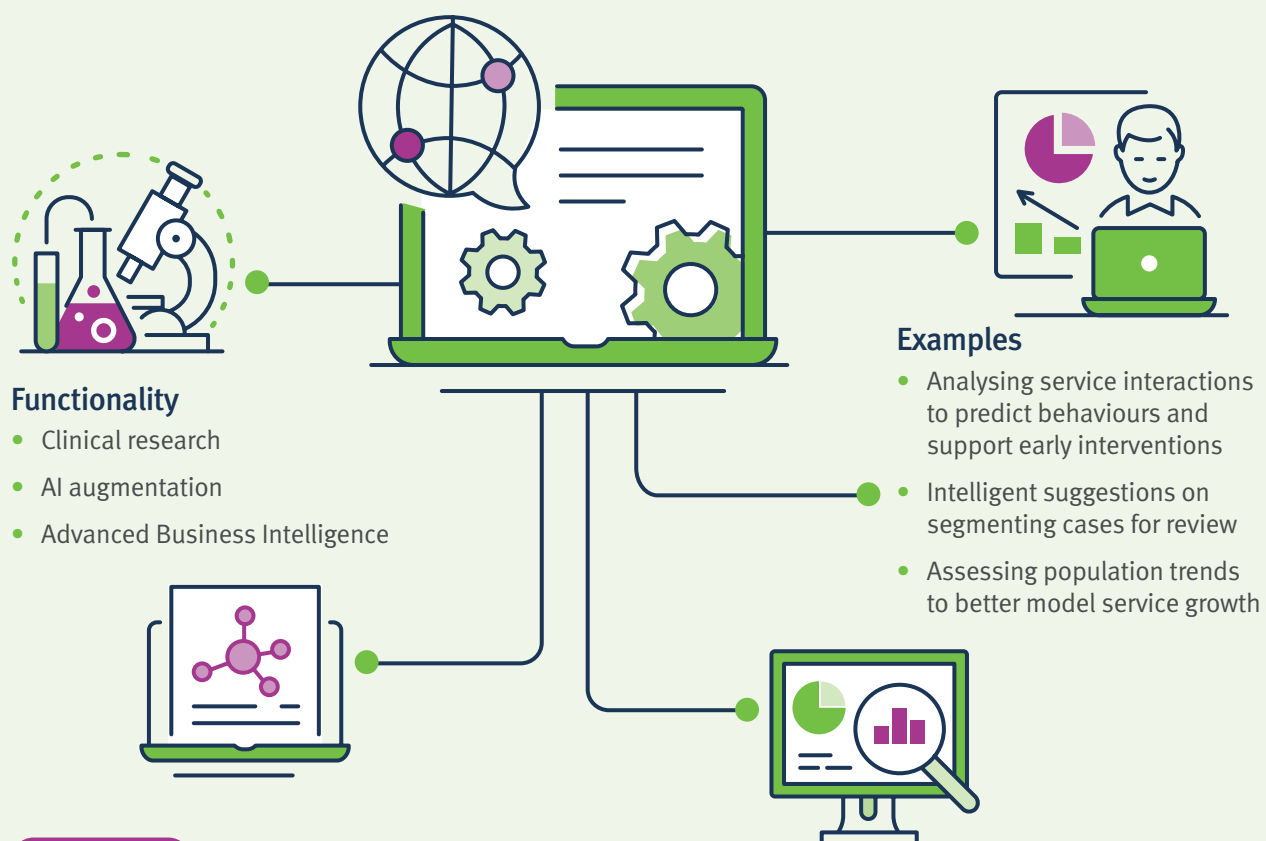 Functionality
• Clinical research
• AI augmentation
• Advanced Business Intelligence
Examples
• Analysing service interactions
to predict behaviours and
support early interventions
• Intelligent suggestions on
segmenting cases for review
• Assessing population trends
to better model service growth